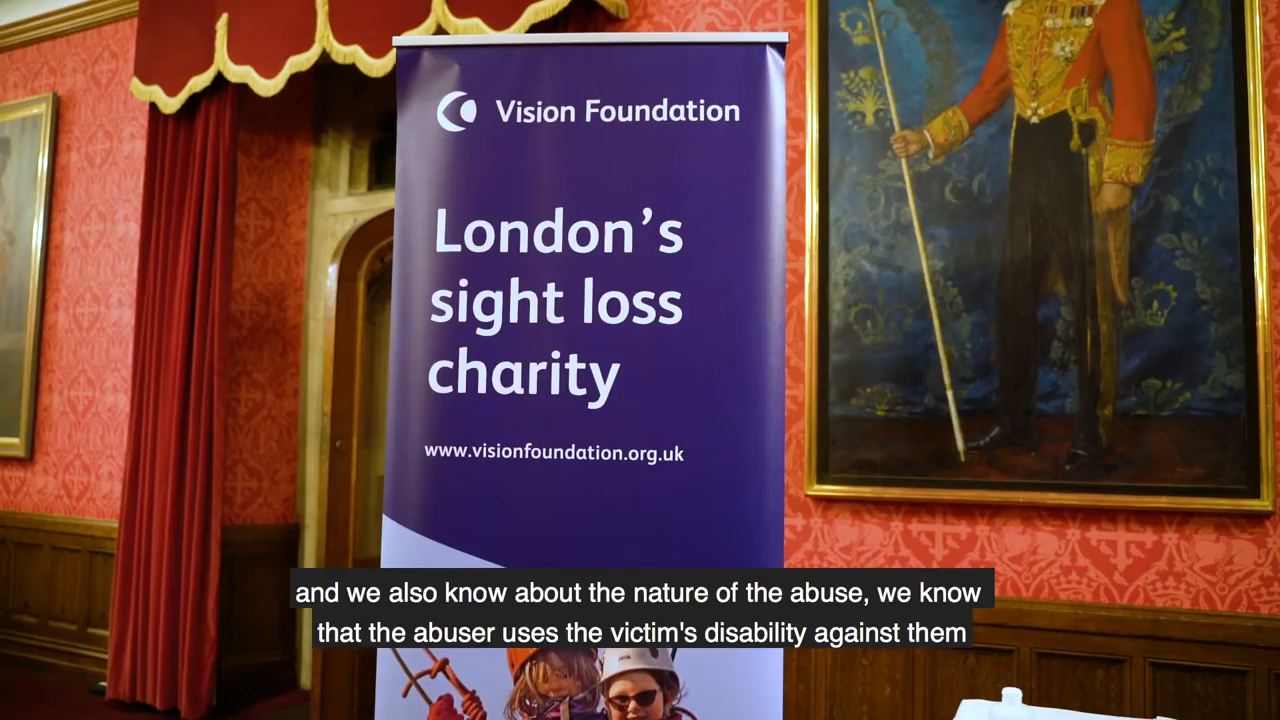 Vision Foundation
London's
sight loss
charity
www.visionfoundation.org.uk
and we also know about the nature of the abuse, we know
that the abuser uses the victim's disability against them